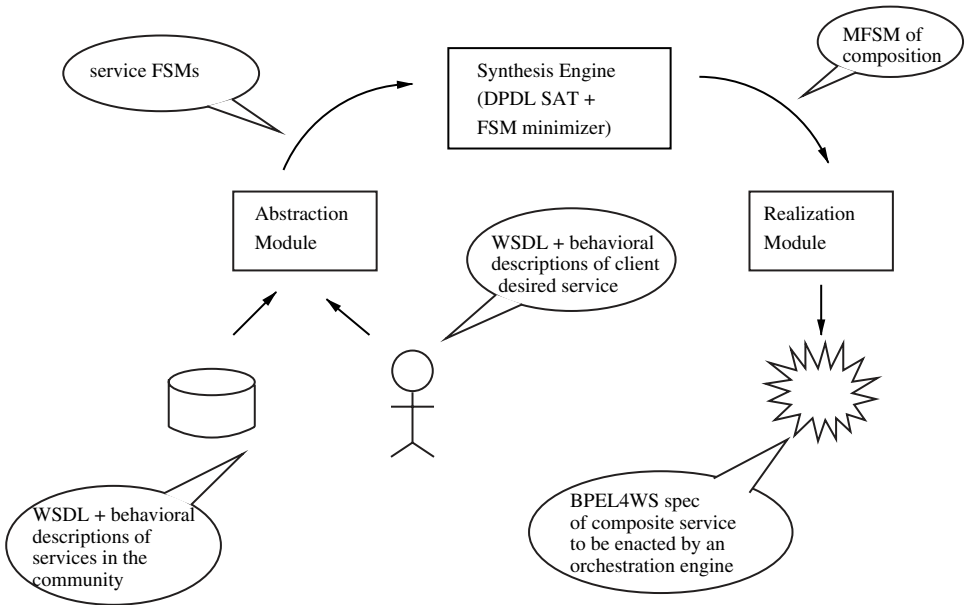 service FSMs
Synthesis Engine
(DPDL SAT +
FSM minimizer)
MFSM of
composition
Abstraction
Module
WSDL + behavioral
descriptions of client
desired service
Realization
Module
WSDL + behavioral
descriptions of
services in the
community
BPEL4WS spec
of composite service
to be enacted by an
orchestration engine